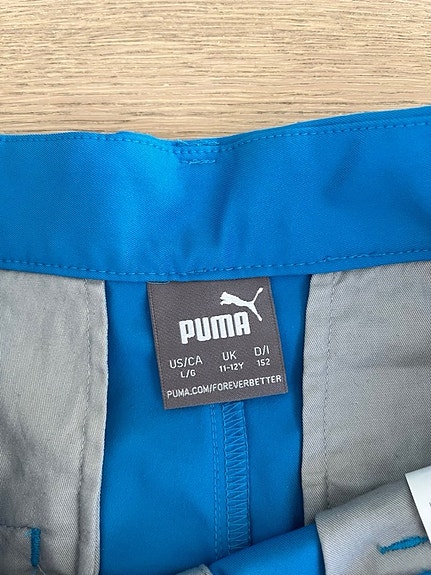 PUMA
US/CA UK D/I
L/G 11-12Y 152
PUMA.COM/FOREVERBETTER